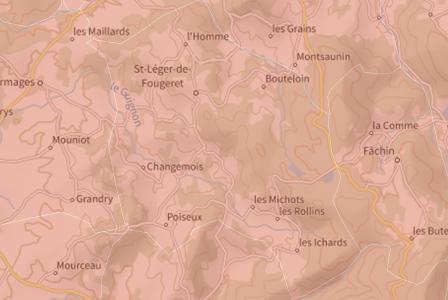 les Maillards
l'Homme
les Grains
Montsaunin
St-Léger-de-
Fougeret
Bouteloin
rmages
rys
le Guignon
la Comme
Mouniot
Fâchin
Changemois
Grandry
les Michots
les Rollins
Poiseux
les Bute
les Ichards
Mourceau